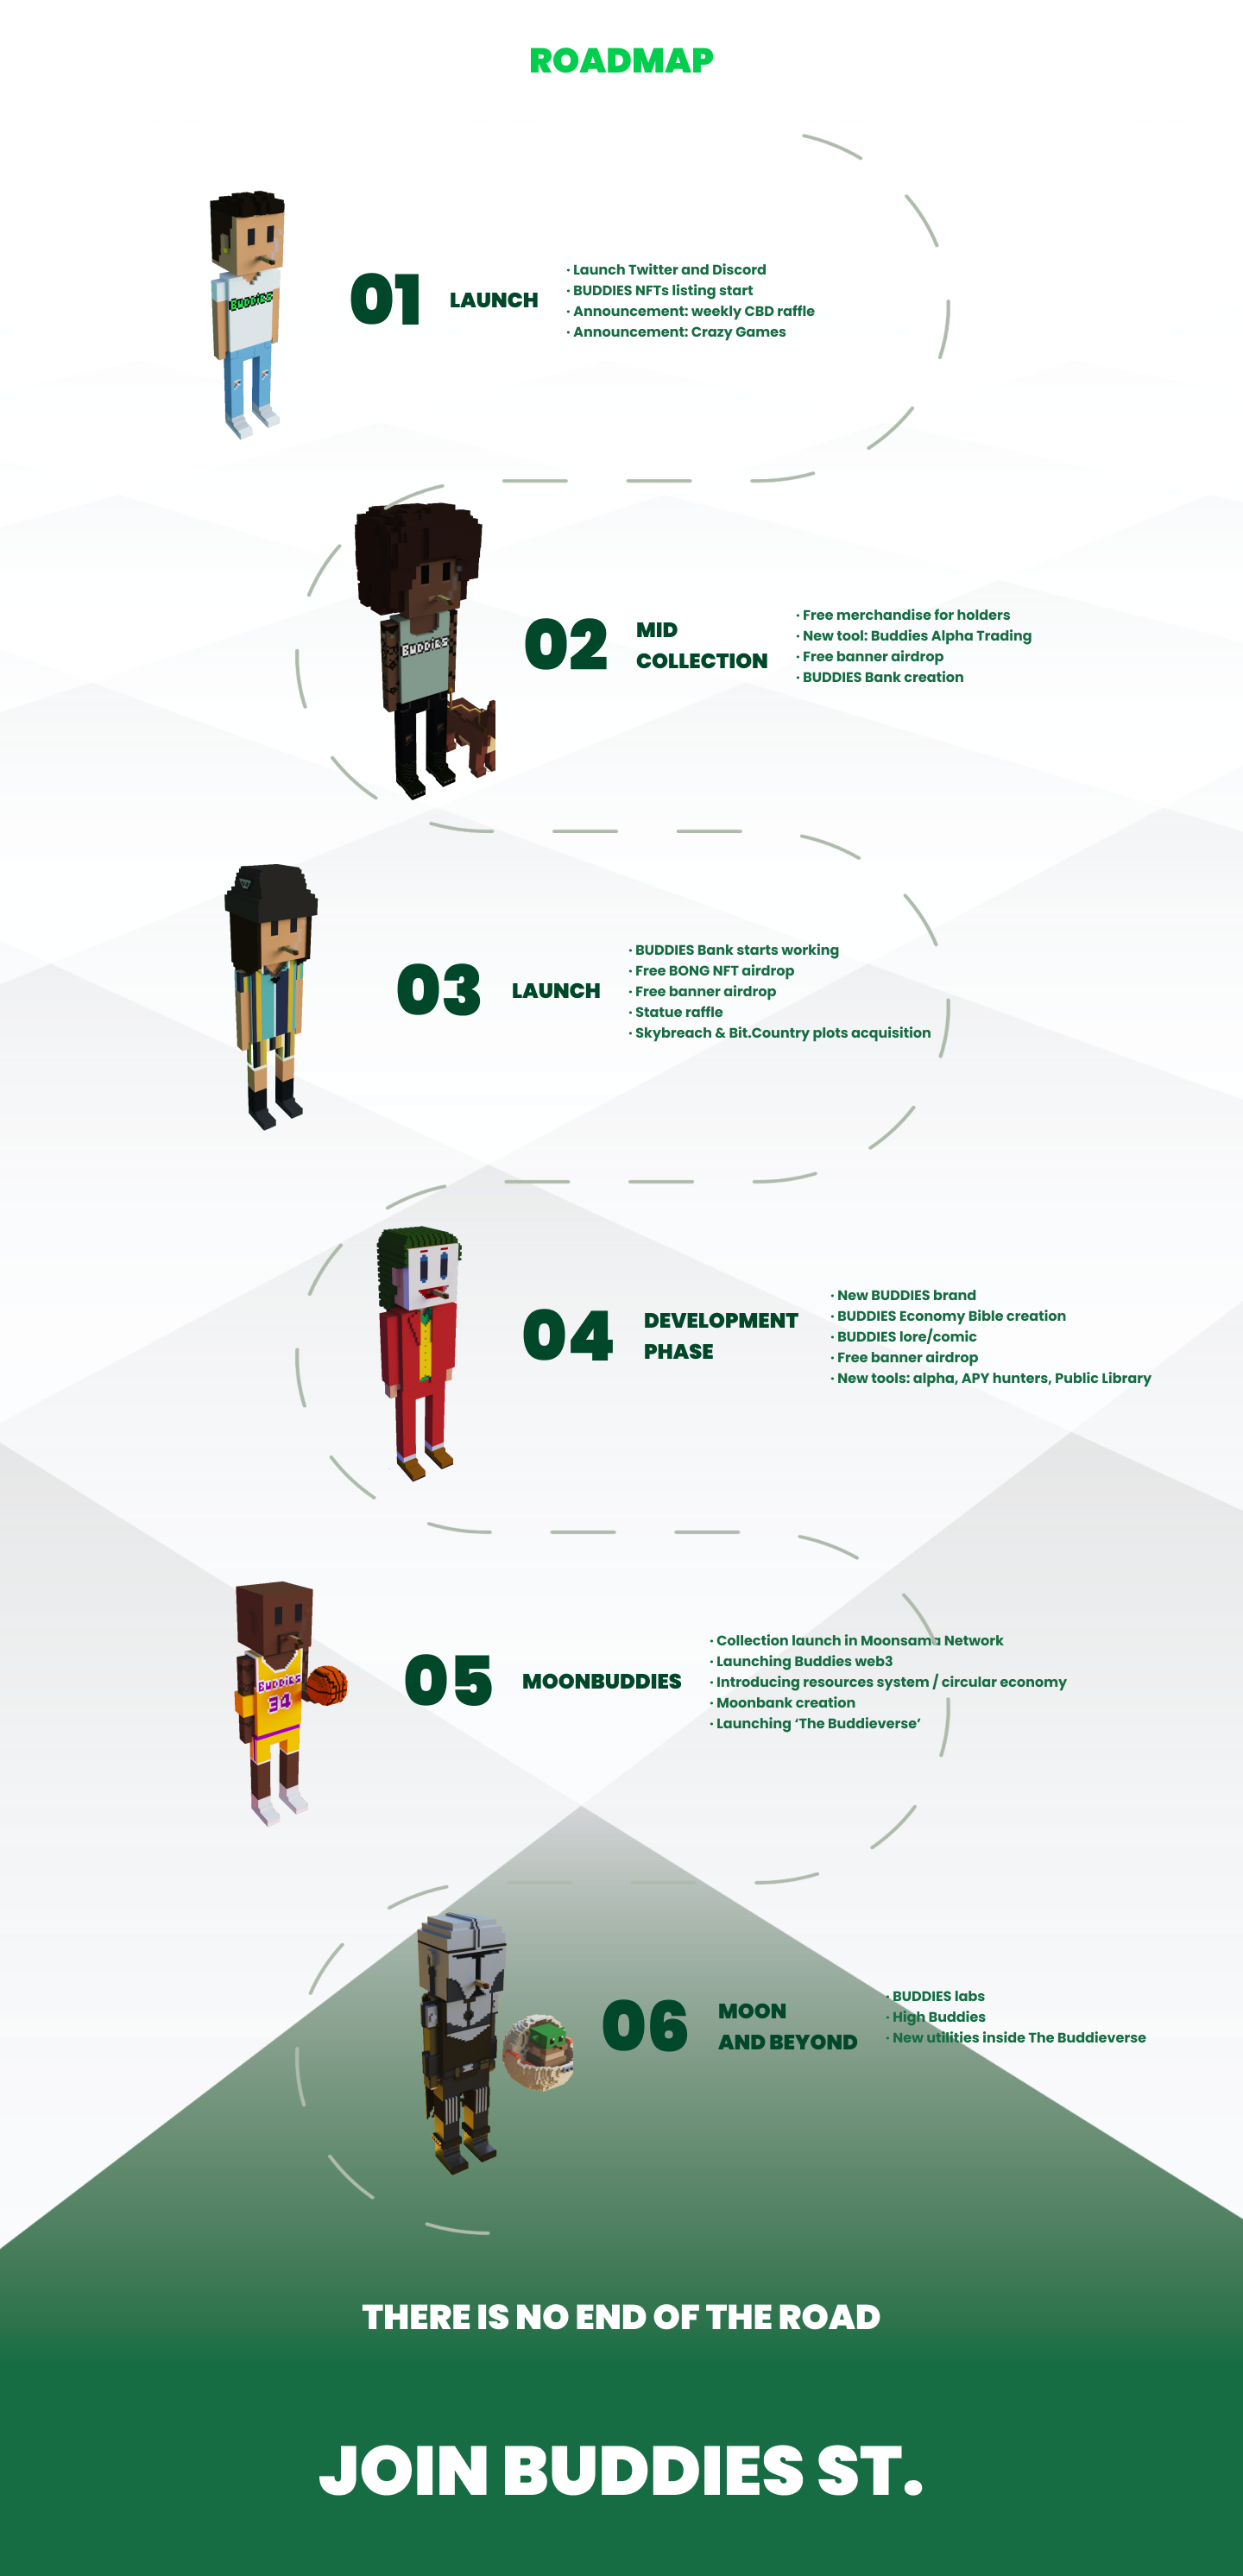 ROADMAP
BUDDIES
01
LAUNCH
· Launch Twitter and Discord
· BUDDIES NFTs listing start
· Announcement: weekly CBD raffle
· Announcement: Crazy Games
BUDDIES
02
MID
COLLECTION
· Free merchandise for holders
· New tool: Buddies Alpha Trading
· Free banner airdrop
· BUDDIES Bank creation
03
LAUNCH
· BUDDIES Bank starts working
· Free BONG NFT airdrop
· Free banner airdrop
· Statue raffle
· Skybreach & Bit.Country plots acquisition
04
DEVELOPMENT
PHASE
· New BUDDIES brand
· BUDDIES Economy Bible creation
· BUDDIES lore/comic
· Free banner airdrop
· New tools: alpha, APY hunters, Public Library
BUDDIES
34
05
MOONBUDDIES
· Collection launch in Moonsama Network
· Launching Buddies web3
· Introducing resources system / circular economy
· Moonbank creation
· Launching ‘The Buddieverse’
06
MOON
AND BEYOND
· BUDDIES labs
· High Buddies
· New utilities inside The Buddieverse
THERE IS NO END OF THE ROAD
JOIN BUDDIES ST.